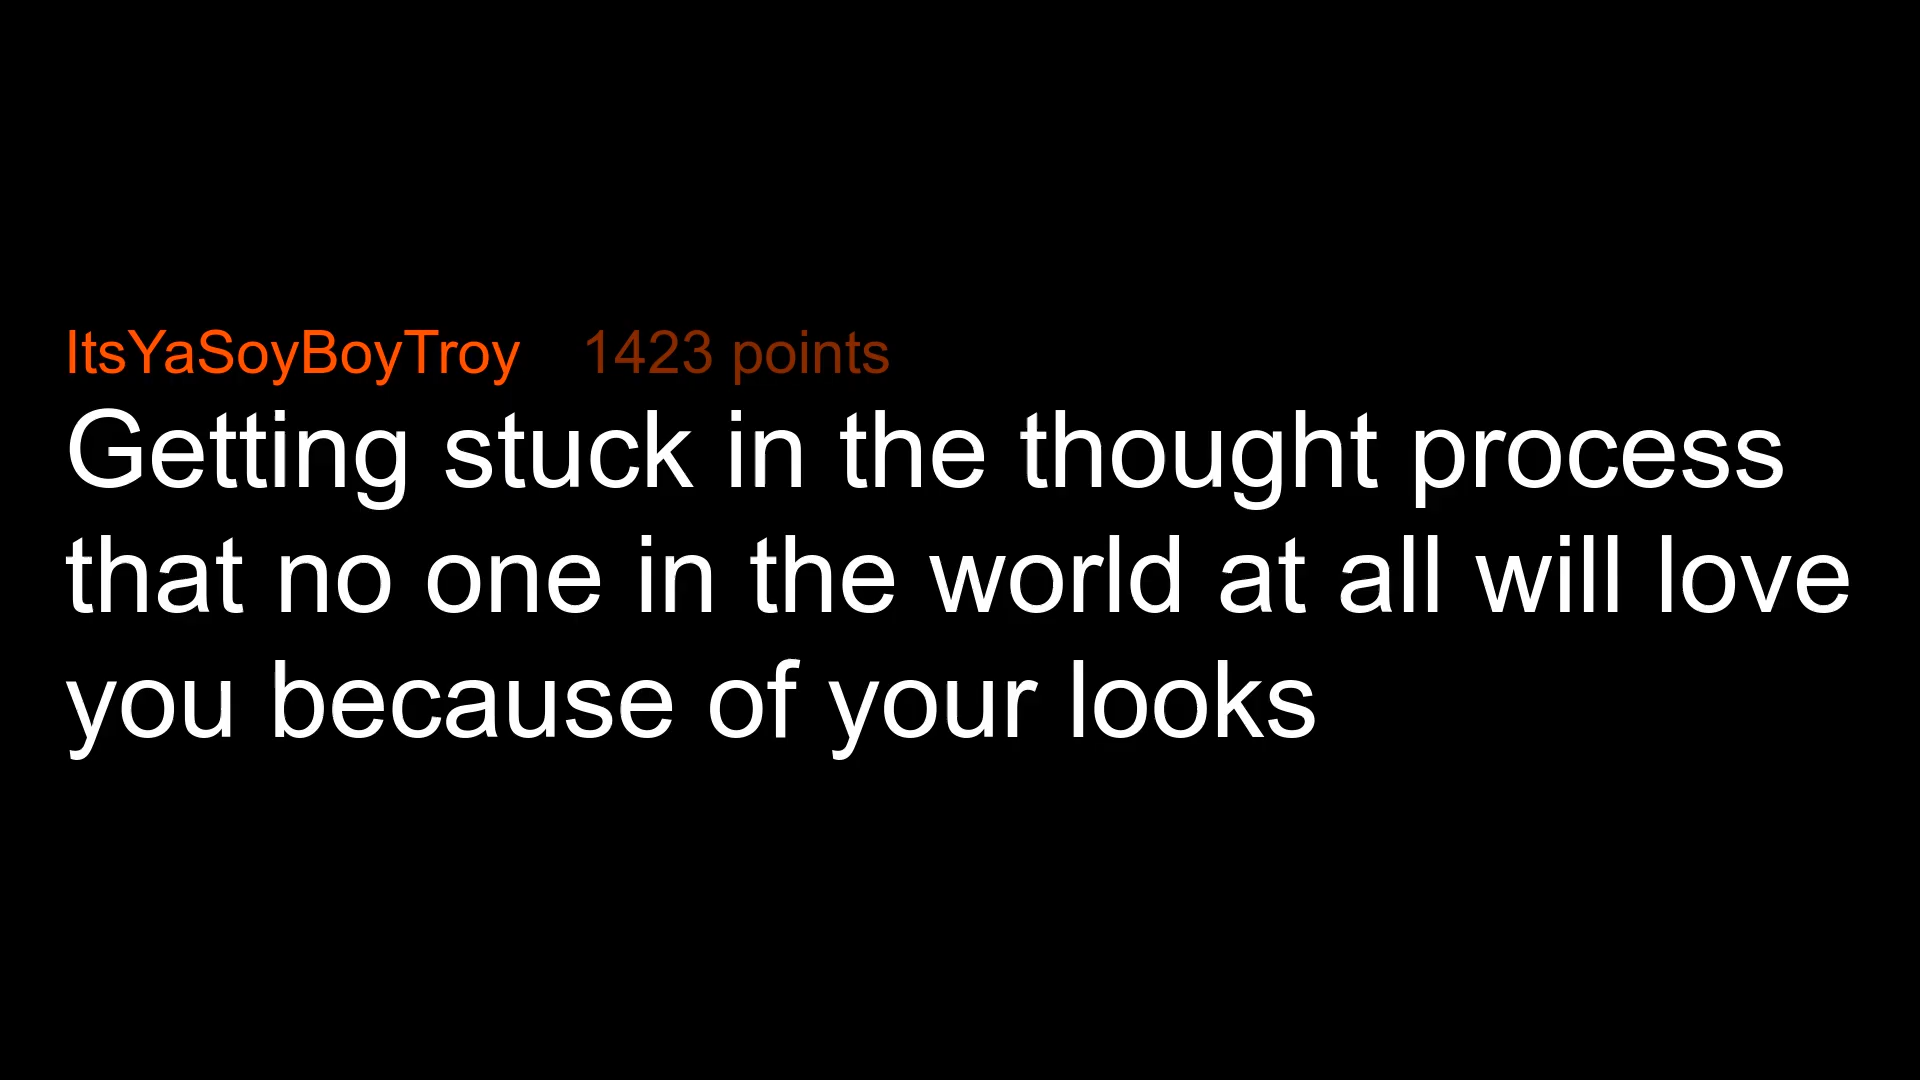 ItsYaSoyBoyTroy 1423 points
Getting stuck in the thought process
that no one in the world at all will love
you because of your looks